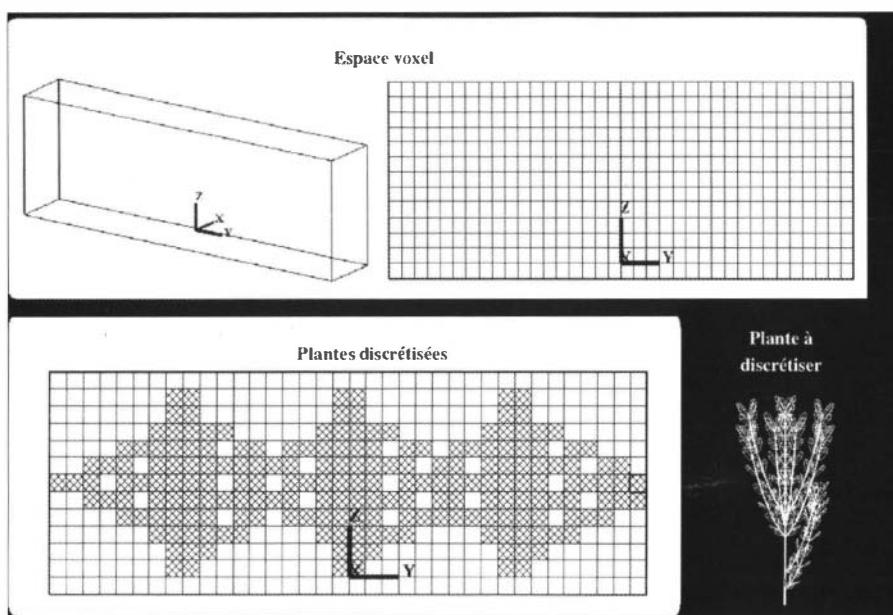 Espace voxel
Z
X
Y
Z
Y
Y
Plantes discrétisées
Plante à
discrétiser
Z
X
Y